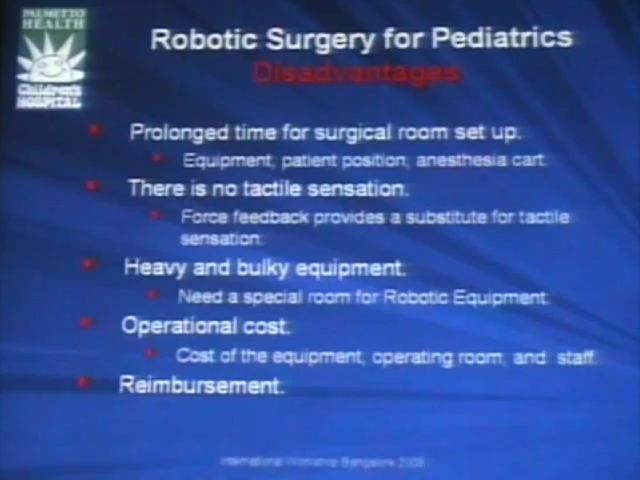 PALMETTO
HEALTH
Children's
HOSPITAL
Robotic Surgery for Pediatrics
Disadvantages
Prolonged time for surgical room set up.
Equipment, patient position, anesthesia cart.
There is no tactile sensation.
Force feedback provides a substitute for tactile
sensation.
Heavy and bulky equipment.
Need a special room for Robotic Equipment.
Operational cost.
Cost of the equipment, operating room, and staff.
Reimbursement.
International Bangalore